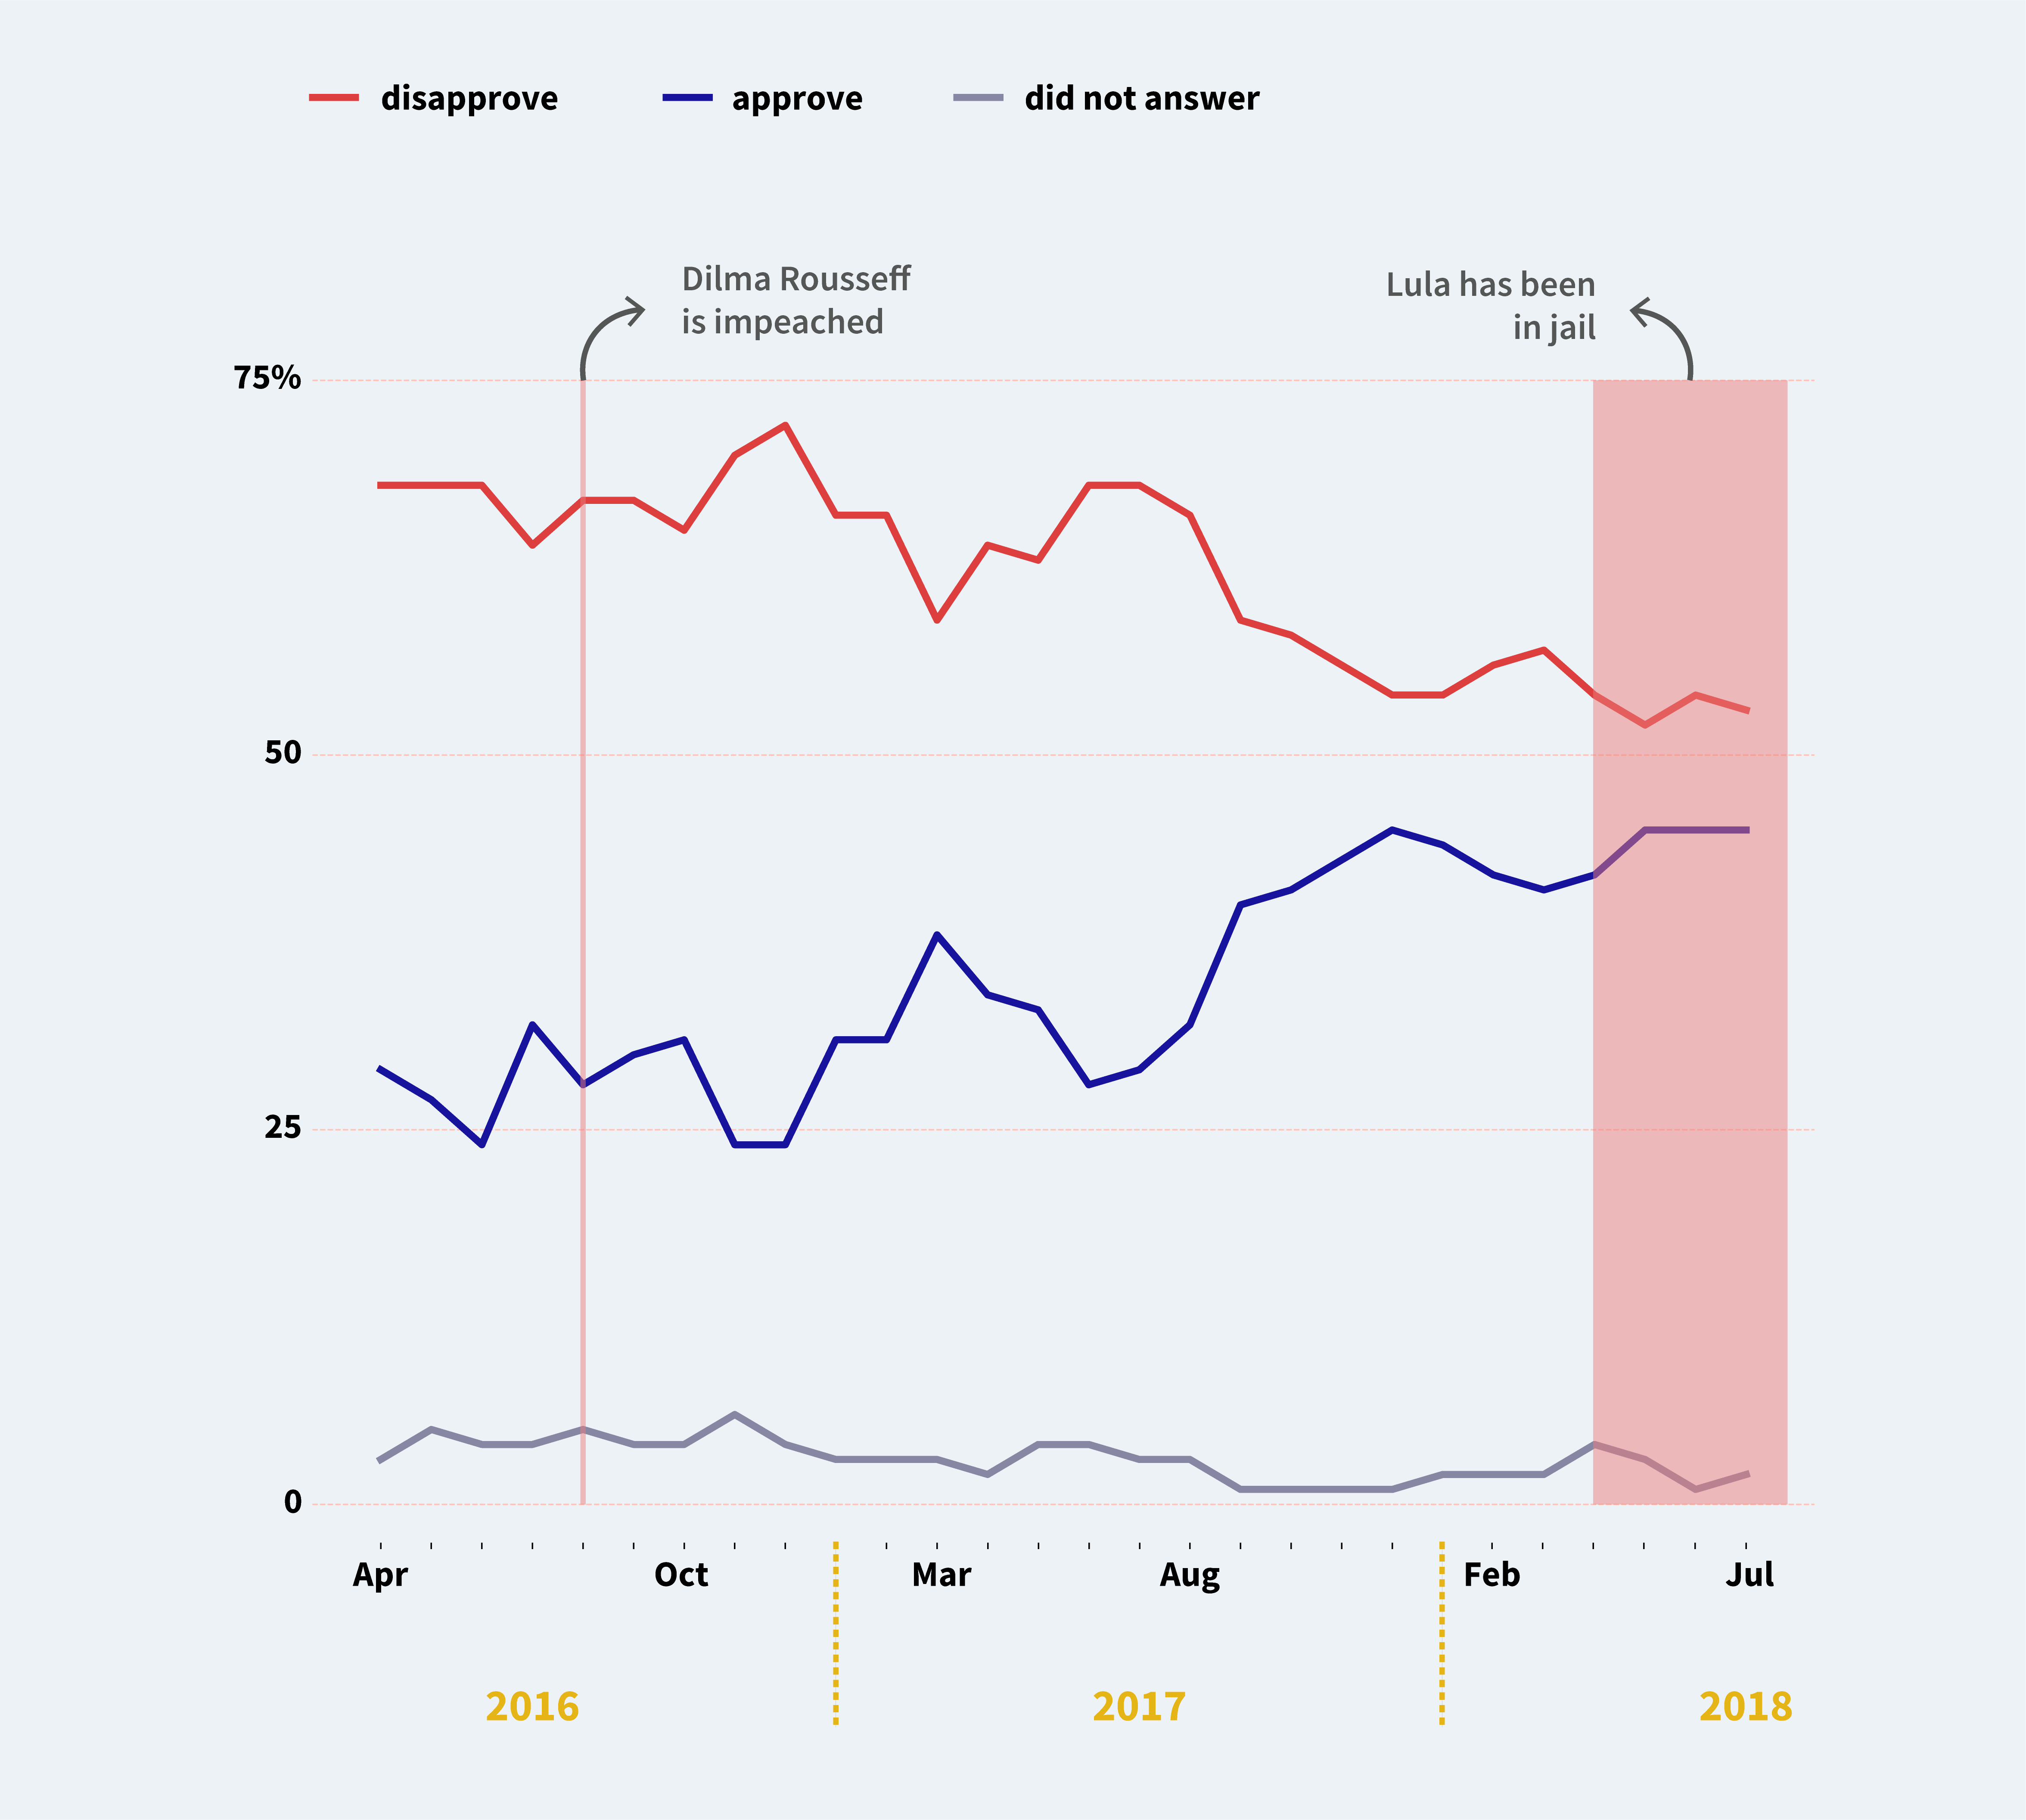 disapprove approve did not answer
Dilma Rousseff
is impeached
Lula has been
in jail
75%
50
25
0
Apr Oct Mar Aug Feb Jul
2016 2017 2018